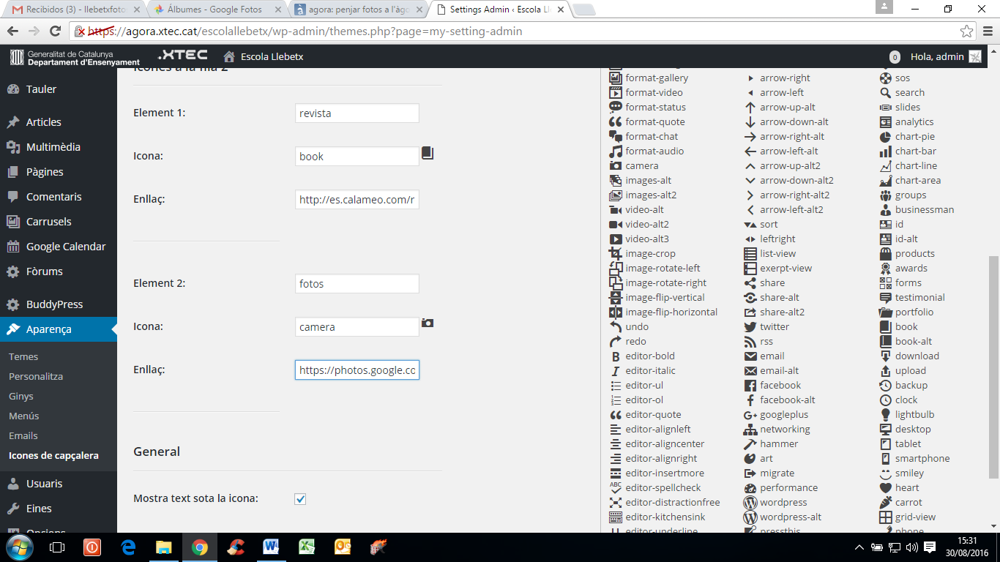 Recibidos (3) - llebetxfoto
Álbumes - Google Fotos
agora: penjar fotos a l'àgo
Settings Admin ‹ Escola Ll
https://agora.xtec.cat/escolallebetx/wp-admin/themes.php?page=my-setting-admin
Generalitat de Catalunya
Departament d'Ensenyament
.XTEC
Escola Llebetx
0
Hola, admin
Tauler
Articles
Multimèdia
Pàgines
Comentaris
Carrusels
Google Calendar
Fòrums
BuddyPress
Aparença
Temes
Personalitza
Ginys
Menús
Emails
Icones de capçalera
Usuaris
Eines
Opcions
Icones a la fila 2
Element 1:
revista
Icona:
book
Enllaç:
http://es.calameo.com/r
Element 2:
fotos
Icona:
camera
Enllaç:
https://photos.google.co
General
Mostra text sota la icona:
format-gallery
format-video
format-status
format-quote
format-chat
format-audio
camera
images-alt
images-alt2
video-alt
video-alt2
video-alt3
image-crop
image-rotate-left
image-rotate-right
image-flip-vertical
image-flip-horizontal
undo
redo
editor-bold
editor-italic
editor-ul
editor-ol
editor-quote
editor-alignleft
editor-aligncenter
editor-alignright
editor-insertmore
editor-spellcheck
editor-distractionfree
editor-kitchensink
editor-underline
arrow-right
arrow-left
arrow-up-alt
arrow-down-alt
arrow-right-alt
arrow-left-alt
arrow-up-alt2
arrow-down-alt2
arrow-right-alt2
arrow-left-alt2
sort
leftright
list-view
exerpt-view
share
share-alt
share-alt2
twitter
rss
email
email-alt
facebook
facebook-alt
googleplus
networking
hammer
art
migrate
performance
wordpress
wordpress-alt
pressthis
sos
search
slides
analytics
chart-pie
chart-bar
chart-line
chart-area
groups
businessman
id
id-alt
products
awards
forms
testimonial
portfolio
book
book-alt
download
upload
backup
clock
lightbulb
desktop
tablet
smartphone
smiley
heart
carrot
grid-view
phone
15:31
30/08/2016